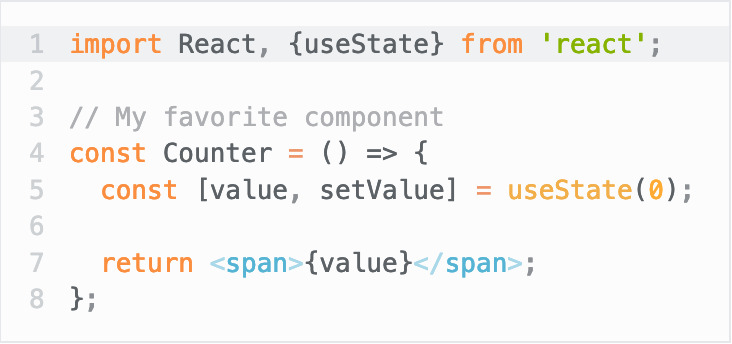 1 import React, {useState} from 'react';
2
3 // My favorite component
4 const Counter = () => {
5   const [value, setValue] = useState(0);
6
7   return <span>{value}</span>;
8 };